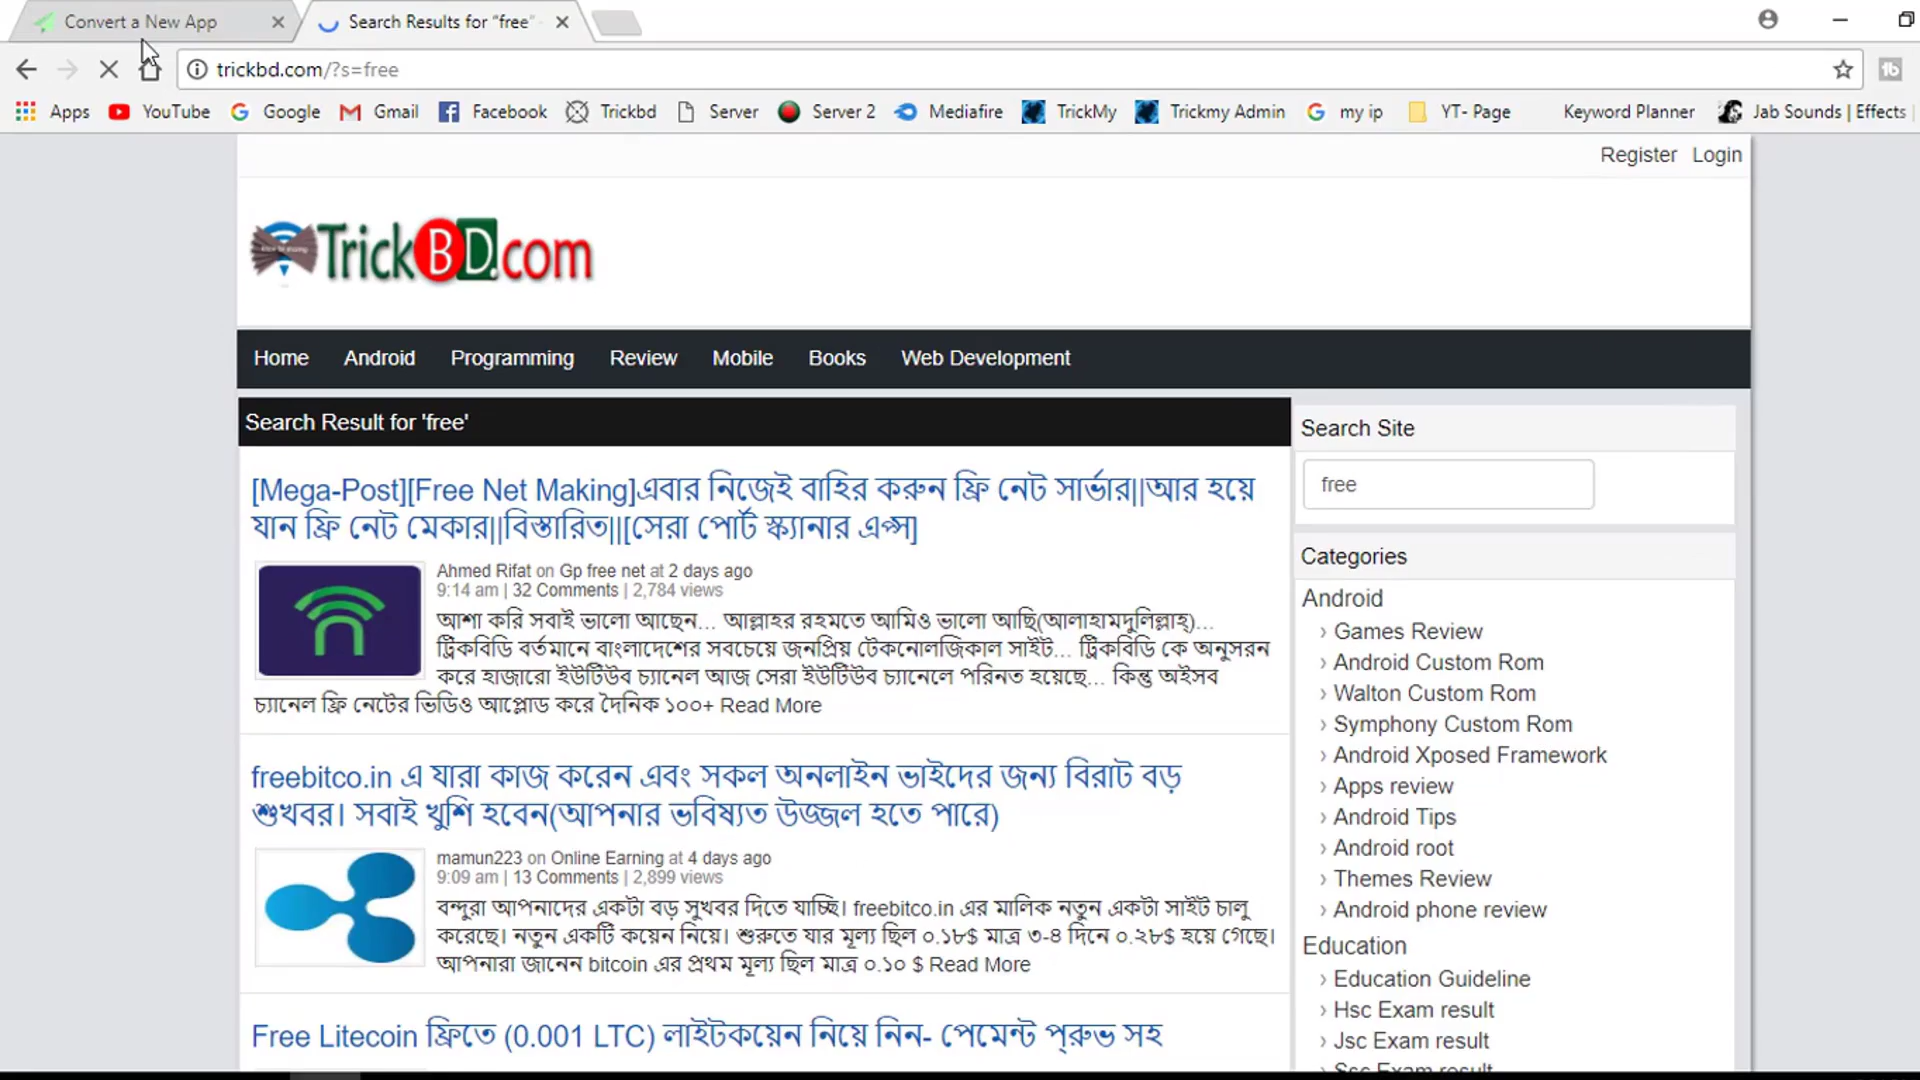 Convert a New App
Search Results for "free"
trickbd.com/?s=free
Apps YouTube Google Gmail Facebook Trickbd Server Server 2 Mediafire TrickMy Trickmy Admin my ip YT- Page Keyword Planner Jab Sounds | Effects
Register Login
TrickBD.com
Home Android Programming Review Mobile Books Web Development
Search Result for 'free'
Search Site
[Mega-Post][Free Net Making]এবার নিজেই বাহির করুন ফ্রি নেট সার্ভার||আর হয়ে
যান ফ্রি নেট মেকার||বিস্তারিত||[সেরা পোর্ট স্ক্যানার এপ্স]
free
Ahmed Rifat on Gp free net at 2 days ago
9:14 am | 32 Comments | 2,784 views
আশা করি সবাই ভালো আছেন... আল্লাহর রহমতে আমিও ভালো আছি(আলাহামদুলিল্লাহ)...
ট্রিকবিডি বর্তমানে বাংলাদেশের সবচেয়ে জনপ্রিয় টেকনোলজিকাল সাইট... ট্রিকবিডি কে অনুসরন
করে হাজারো ইউটিউব চ্যানেল আজ সেরা ইউটিউব চ্যানেলে পরিনত হয়েছে... কিন্তু অইসব
চ্যানেল ফ্রি নেটের ভিডিও আপ্লোড করে দৈনিক ১০০+ Read More
freebitco.in এ যারা কাজ করেন এবং সকল অনলাইন ভাইদের জন্য বিরাট বড়
শুখবর। সবাই খুশি হবেন(আপনার ভবিষ্যত উজ্জল হতে পারে)
mamun223 on Online Earning at 4 days ago
9:09 am | 13 Comments | 2,899 views
বন্দুরা আপনাদের একটা বড় সুখবর দিতে যাচ্ছি। freebitco.in এর মালিক নতুন একটা সাইট চালু
করেছে। নতুন একটি কয়েন নিয়ে। শুরুতে যার মূল্য ছিল ০.১৮$ মাত্র ৩-৪ দিনে ০.২৮$ হয়ে গেছে।
আপনারা জানেন bitcoin এর প্রথম মূল্য ছিল মাত্র ০.১০ $ Read More
Free Litecoin ফ্রিতে (0.001 LTC) লাইটকয়েন নিয়ে নিন- পেমেন্ট প্রুভ সহ
Categories
Android
› Games Review
› Android Custom Rom
› Walton Custom Rom
› Symphony Custom Rom
› Android Xposed Framework
› Apps review
› Android Tips
› Android root
› Themes Review
› Android phone review
Education
› Education Guideline
› Hsc Exam result
› Jsc Exam result
› Ssc Exam result